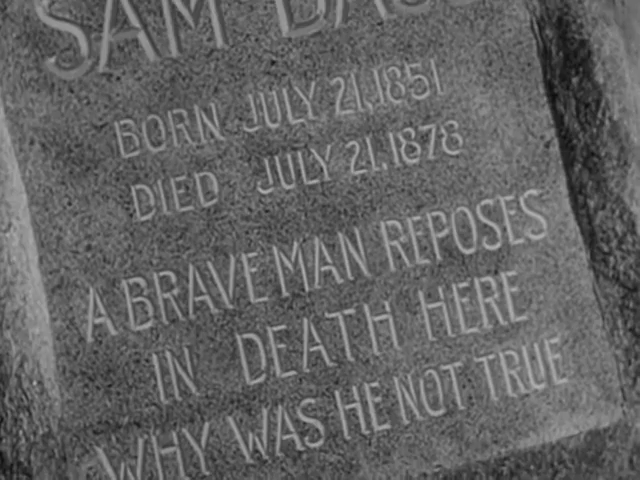 SAM BASS
BORN JULY 21, 1851
DIED JULY 21, 1878
A BRAVE MAN REPOSES
IN DEATH HERE
WHY WAS HE NOT TRUE